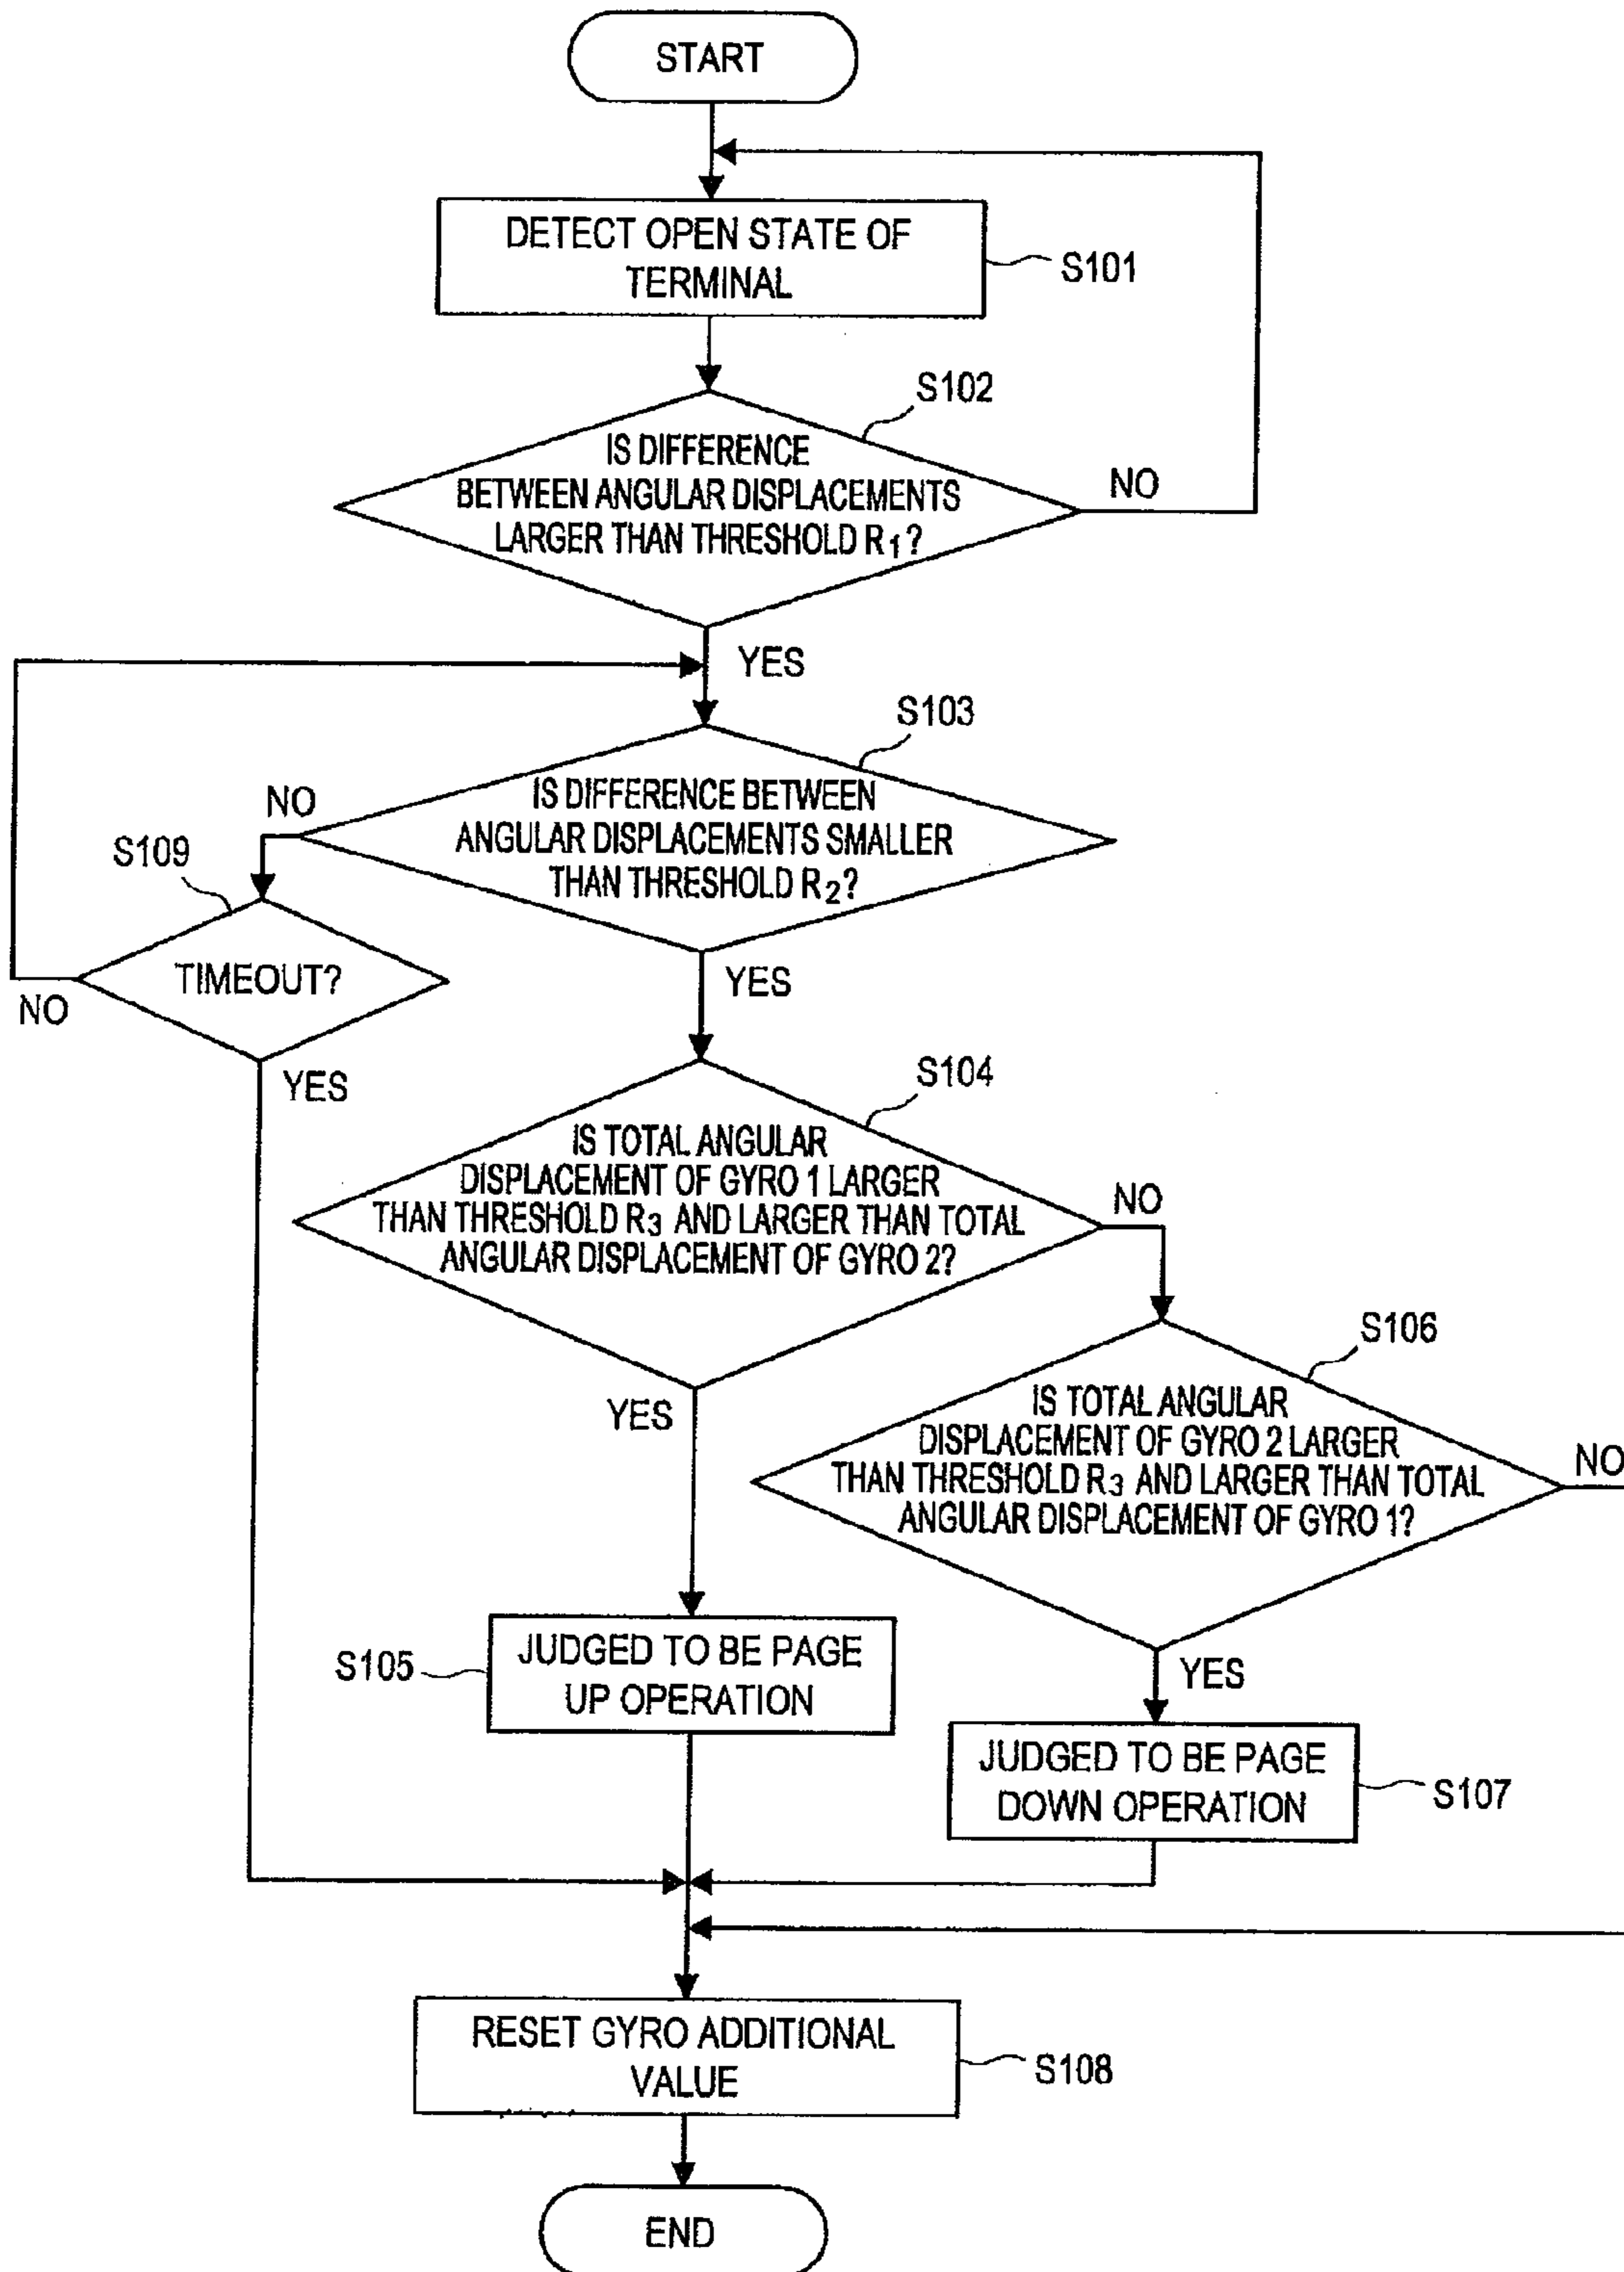 START
DETECT OPEN STATE OF
TERMINAL
S101
S102
IS DIFFERENCE
BETWEEN ANGULAR DISPLACEMENTS
LARGER THAN THRESHOLD R1?
NO
YES
S103
IS DIFFERENCE BETWEEN
ANGULAR DISPLACEMENTS SMALLER
THAN THRESHOLD R2?
NO
S109
TIMEOUT?
NO
YES
YES
S104
IS TOTAL ANGULAR
DISPLACEMENT OF GYRO 1 LARGER
THAN THRESHOLD R3 AND LARGER THAN TOTAL
ANGULAR DISPLACEMENT OF GYRO 2?
NO
YES
S106
IS TOTAL ANGULAR
DISPLACEMENT OF GYRO 2 LARGER
THAN THRESHOLD R3 AND LARGER THAN TOTAL
ANGULAR DISPLACEMENT OF GYRO 1?
NO
YES
S105
JUDGED TO BE PAGE
UP OPERATION
JUDGED TO BE PAGE
DOWN OPERATION
S107
RESET GYRO ADDITIONAL
VALUE
S108
END